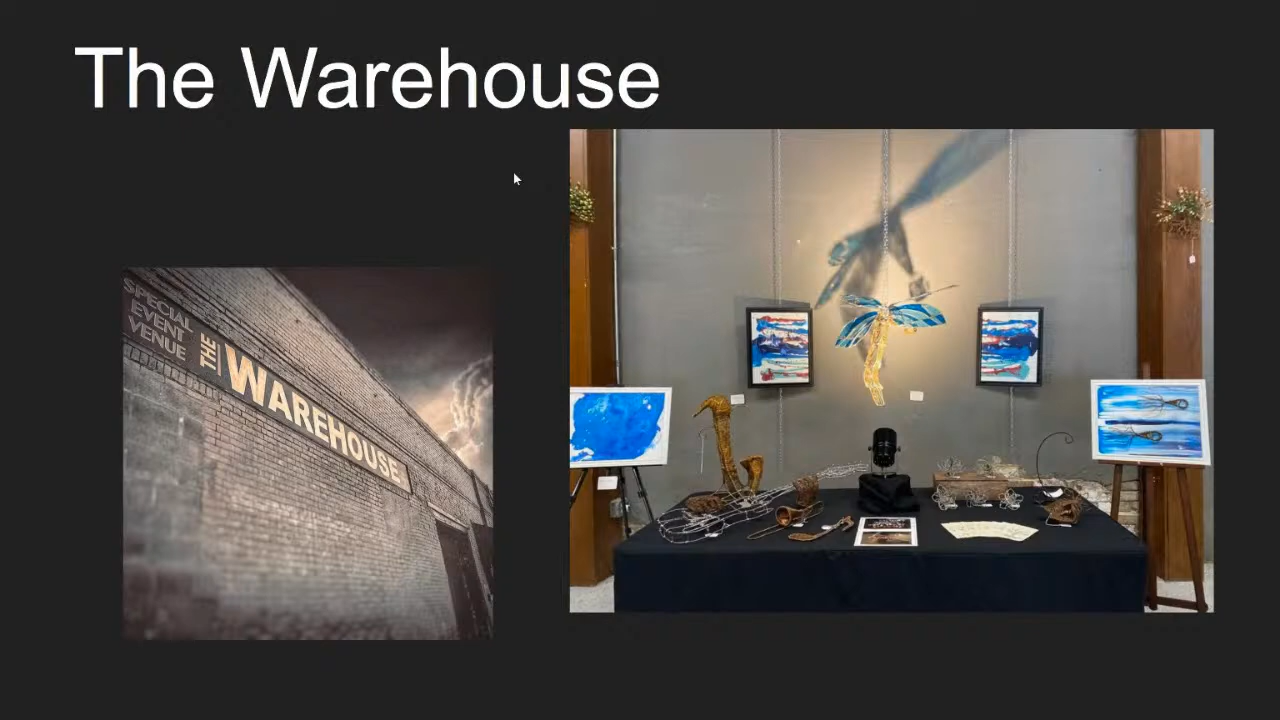 The Warehouse
SPECIAL
EVENT
VENUE
THE
WAREHOUSE